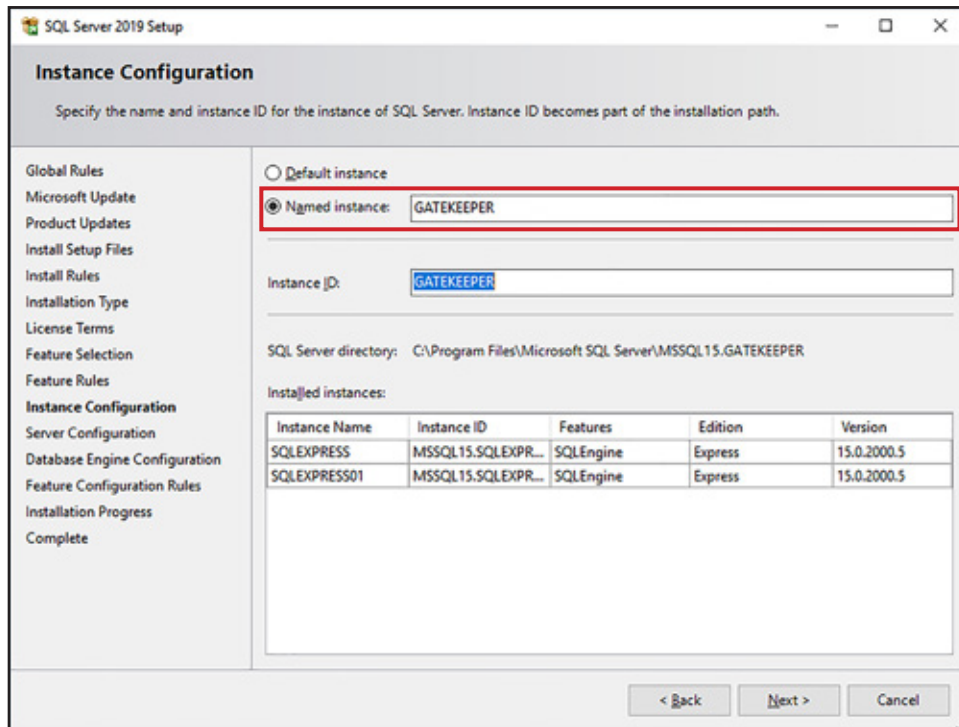 SQL Server 2019 Setup
Instance Configuration
Specify the name and instance ID for the instance of SQL Server. Instance ID becomes part of the installation path.
Global Rules
Microsoft Update
Product Updates
Install Setup Files
Install Rules
Installation Type
License Terms
Feature Selection
Feature Rules
Instance Configuration
Server Configuration
Database Engine Configuration
Feature Configuration Rules
Installation Progress
Complete
Default instance
Named instance: GATEKEEPER
Instance ID: GATEKEEPER
SQL Server directory: C:\Program Files\Microsoft SQL Server\MSSQL15.GATEKEEPER
Installed instances:
Instance Name Instance ID Features Edition Version
SQLEXPRESS MSSQL15.SQLEXPR... SQLEngine Express 15.0.2000.5
SQLEXPRESS01 MSSQL15.SQLEXPR... SQLEngine Express 15.0.2000.5
< Back Next > Cancel